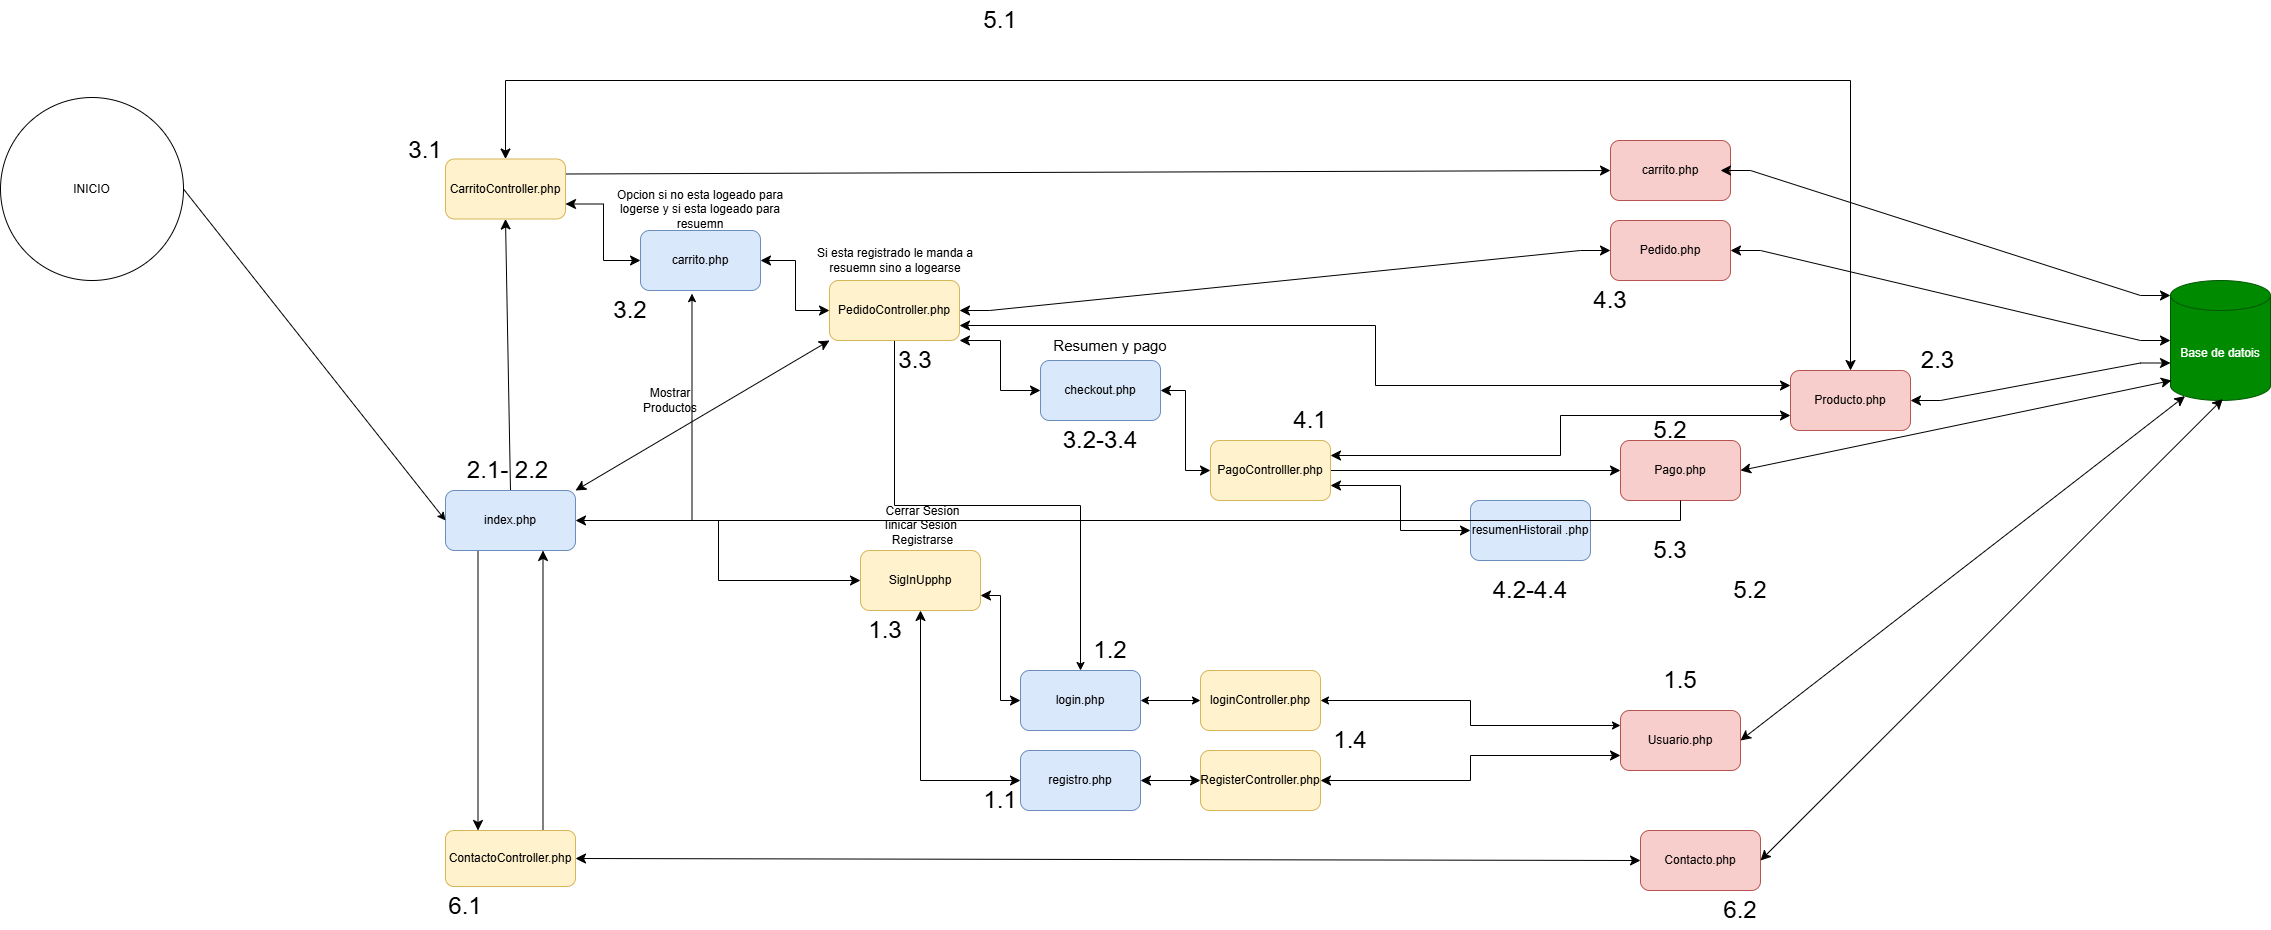 5.1
INICIO
3.1
CarritoController.php
carrito.php
Opcion si no esta logeado para
logerse y si esta logeado para
resuemn
carrito.php
3.2
Si esta registrado le manda a
resuemn sino a logearse
PedidoController.php
3.3
Pedido.php
4.3
Base de datois
Resumen y pago
checkout.php
3.2-3.4
2.3
Producto.php
Mostrar
Productos
4.1
PagoControlller.php
5.2
Pago.php
2.1- 2.2
index.php
resumenHistorail .php
4.2-4.4
5.3
5.2
Cerrar Sesion
Iinicar Sesion
Registrarse
SigInUpphp
1.3
1.2
login.php
loginController.php
1.4
1.5
Usuario.php
registro.php
1.1
RegisterController.php
ContactoController.php
6.1
Contacto.php
6.2